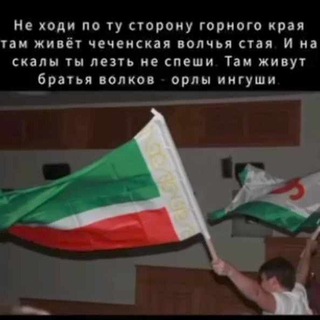 Не ходи по ту сторону горного края
там живёт чеченская волчья стая. И на
скалы ты лезть не спеши. Там живут
братья волков - орлы ингуши.